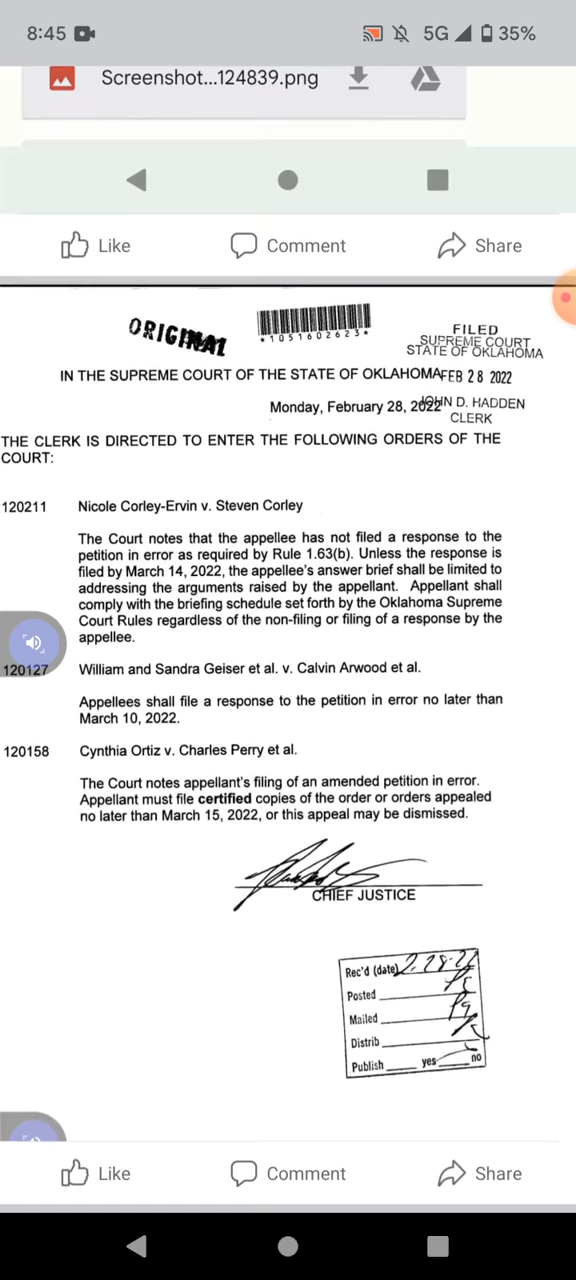 8:45
5G 35%
Screenshot...124839.png
Like Comment Share
ORIGINAL
*1051602623*
FILED
SUPREME COURT
STATE OF OKLAHOMA
IN THE SUPREME COURT OF THE STATE OF OKLAHOMA
FEB 28 2022
Monday, February 28, 2022
JOHN D. HADDEN
CLERK
THE CLERK IS DIRECTED TO ENTER THE FOLLOWING ORDERS OF THE
COURT:
120211 Nicole Corley-Ervin v. Steven Corley
The Court notes that the appellee has not filed a response to the
petition in error as required by Rule 1.63(b). Unless the response is
filed by March 14, 2022, the appellee's answer brief shall be limited to
addressing the arguments raised by the appellant. Appellant shall
comply with the briefing schedule set forth by the Oklahoma Supreme
Court Rules regardless of the non-filing or filing of a response by the
appellee.
120127 William and Sandra Geiser et al. v. Calvin Arwood et al.
Appellees shall file a response to the petition in error no later than
March 10, 2022.
120158 Cynthia Ortiz v. Charles Perry et al.
The Court notes appellant's filing of an amended petition in error.
Appellant must file certified copies of the order or orders appealed
no later than March 15, 2022, or this appeal may be dismissed.
CHIEF JUSTICE
Rec'd (date) 2-28-22
Posted
Mailed
Distrib
Publish yes no
Like Comment Share